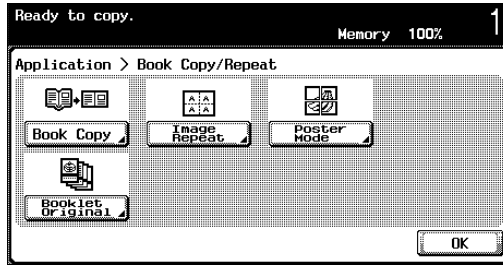 Ready to copy.
1
Memory 100%
Application > Book Copy/Repeat
A A
A A
Book Copy
Image
Repeat
Poster
Mode
Booklet
Original
OK